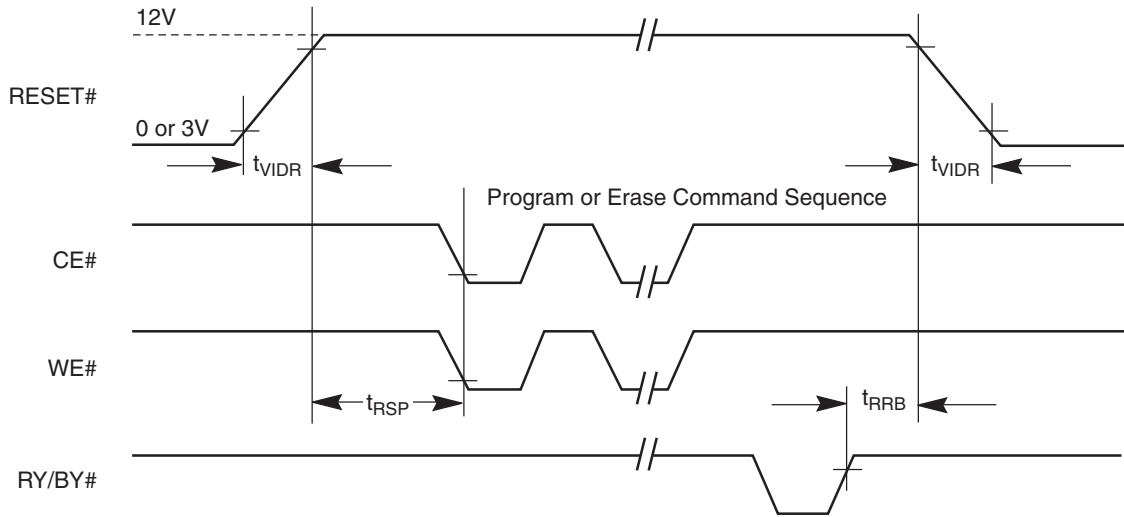 12V
RESET#
0 or 3V
tVIDR
tVIDR
Program or Erase Command Sequence
CE#
WE#
tRSP
tRRB
RY/BY#